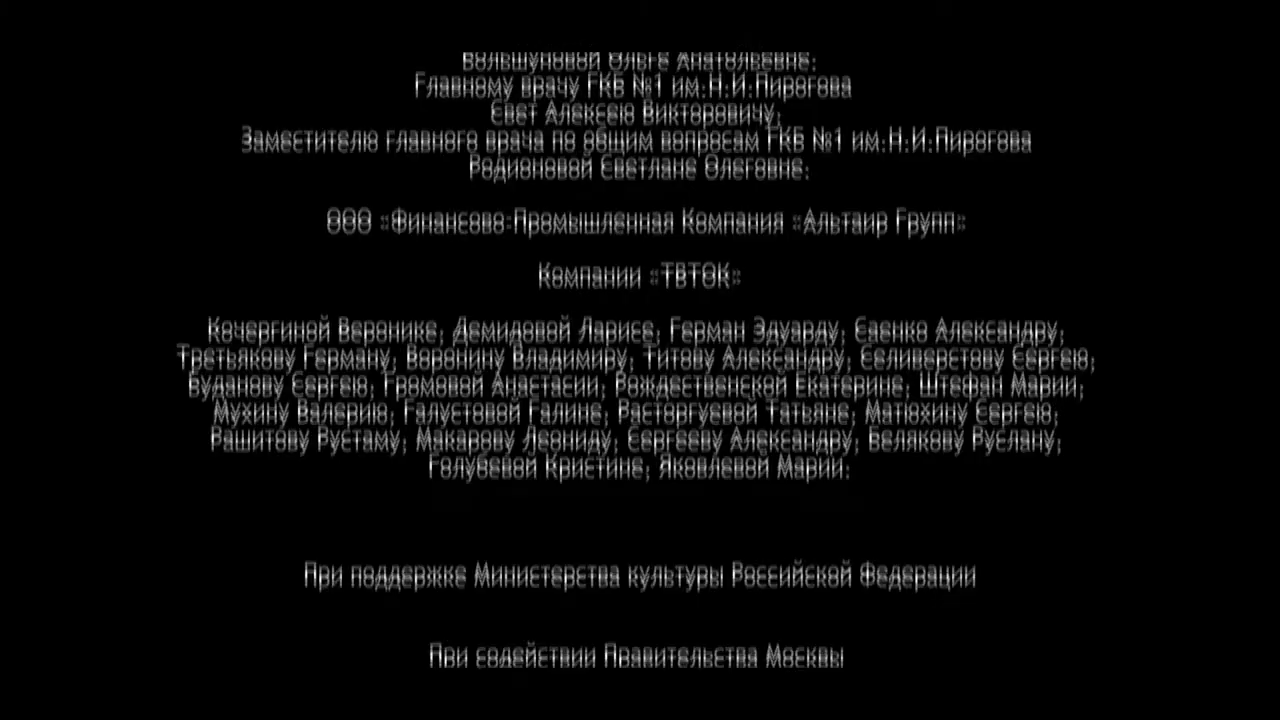 Большуновой Ольге Анатольевне.
Главному врачу ГКБ №1 им.Н.И.Пирогова
Свет Алексею Викторовичу,
Заместителю главного врача по общим вопросам ГКБ №1 им.Н.И.Пирогова
Родионовой Светлане Олеговне.
ООО «Финансово-Промышленная Компания «Альтаир Групп»
Компании «ТВТОК»
Кочергиной Веронике, Демидовой Ларисе, Герман Эдуарду, Саенко Александру,
Третьякову Герману, Воронину Владимиру, Титову Александру, Селиверстову Сергею,
Буданову Сергею, Громовой Анастасии, Рождественской Екатерине, Штефан Марии,
Мухину Валерию, Галустовой Галине, Расторгуевой Татьяне, Матюхину Сергею,
Рашитову Рустаму, Макарову Леониду, Сергееву Александру, Белякову Руслану,
Голубевой Кристине, Яковлевой Марии.
При поддержке Министерства культуры Российской Федерации
При содействии Правительства Москвы